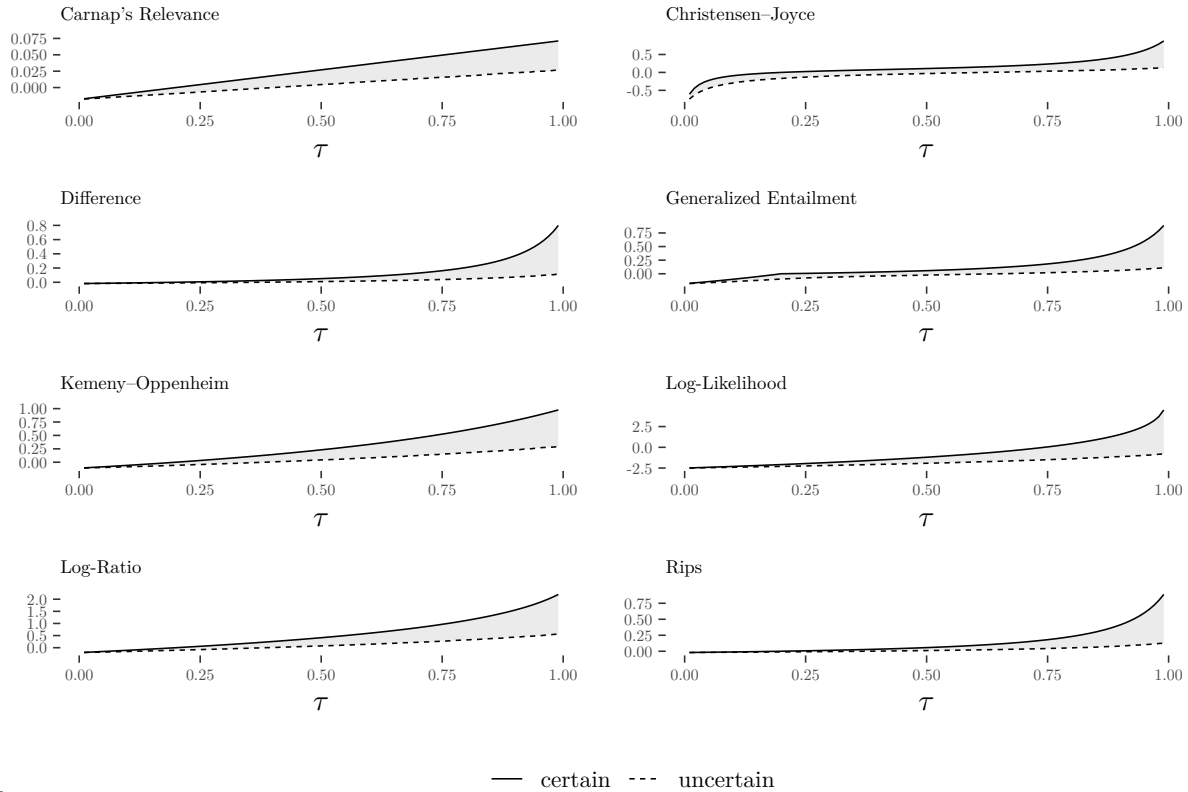 Carnap's Relevance
0.075
0.050
0.025
0.000
0.00 0.25 0.50 0.75 1.00
τ
Christensen–Joyce
0.5
0.0
-0.5
0.00 0.25 0.50 0.75 1.00
τ
Difference
0.8
0.6
0.4
0.2
0.0
0.00 0.25 0.50 0.75 1.00
τ
Generalized Entailment
0.75
0.50
0.25
0.00
0.00 0.25 0.50 0.75 1.00
τ
Kemeny–Oppenheim
1.00
0.75
0.50
0.25
0.00
0.00 0.25 0.50 0.75 1.00
τ
Log-Likelihood
2.5
0.0
-2.5
0.00 0.25 0.50 0.75 1.00
τ
Log-Ratio
2.0
1.5
1.0
0.5
0.0
0.00 0.25 0.50 0.75 1.00
τ
Rips
0.75
0.50
0.25
0.00
0.00 0.25 0.50 0.75 1.00
τ
certain uncertain